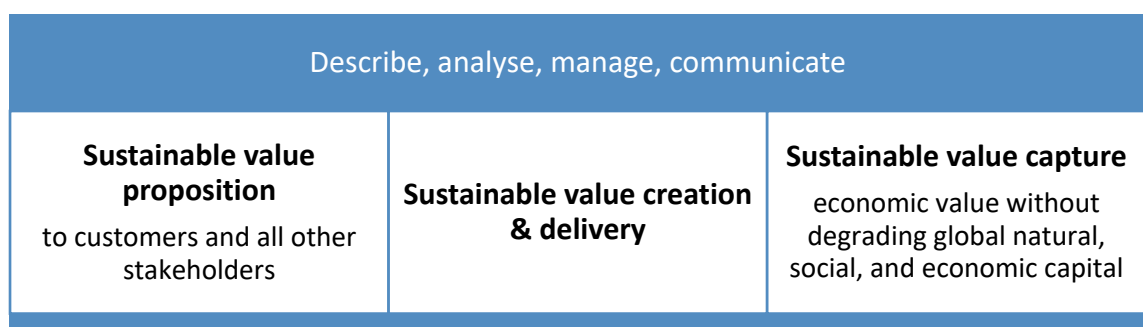 Describe, analyse, manage, communicate
Sustainable value
proposition
to customers and all other
stakeholders
Sustainable value creation
& delivery
Sustainable value capture
economic value without
degrading global natural,
social, and economic capital